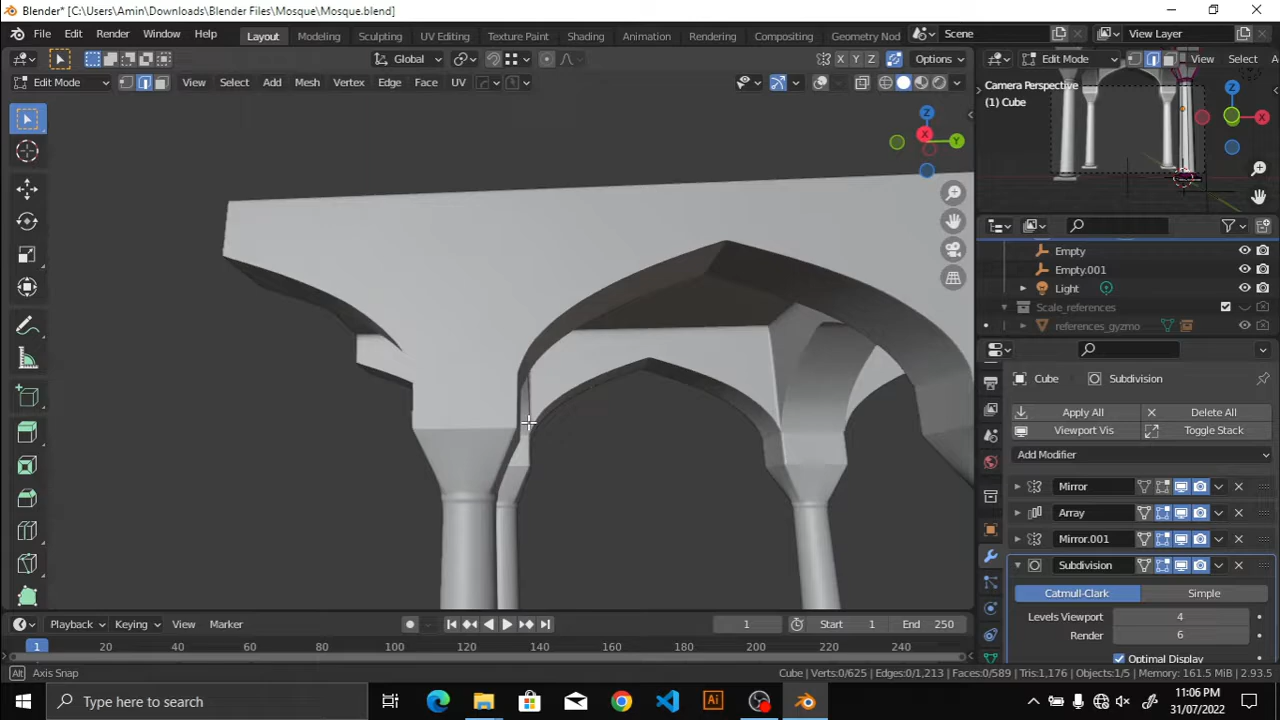 Blender* [C:\Users\Amin\Downloads\Blender Files\Mosque\Mosque.blend]
File Edit Render Window Help Layout Modeling Sculpting UV Editing Texture Paint Shading Animation Rendering Compositing Geometry Nod Scene View Layer
Global X Y Z Options Edit Mode View Select
Edit Mode View Select Add Mesh Vertex Edge Face UV
Camera Perspective
(1) Cube
Z
X
Z
Y
X
Empty
Empty.001
Light
Scale_references
references_gyzmo
Cube Subdivision
Apply All Delete All
Viewport Vis Toggle Stack
Add Modifier
Mirror
Array
Mirror.001
Subdivision
Catmull-Clark Simple
Levels Viewport 4
Render 6
Optimal Display
Playback Keying View Marker 1 Start 1 End 250
1 20 40 60 80 100 120 140 160 180 200 220 240
Alt Axis Snap Cube | Verts:0/625 | Edges:0/1,213 | Faces:0/589 | Tris:1,176 | Objects:1/5 | Memory: 161.5 MiB | 2.93.5
Type here to search
Ai
11:06 PM
31/07/2022